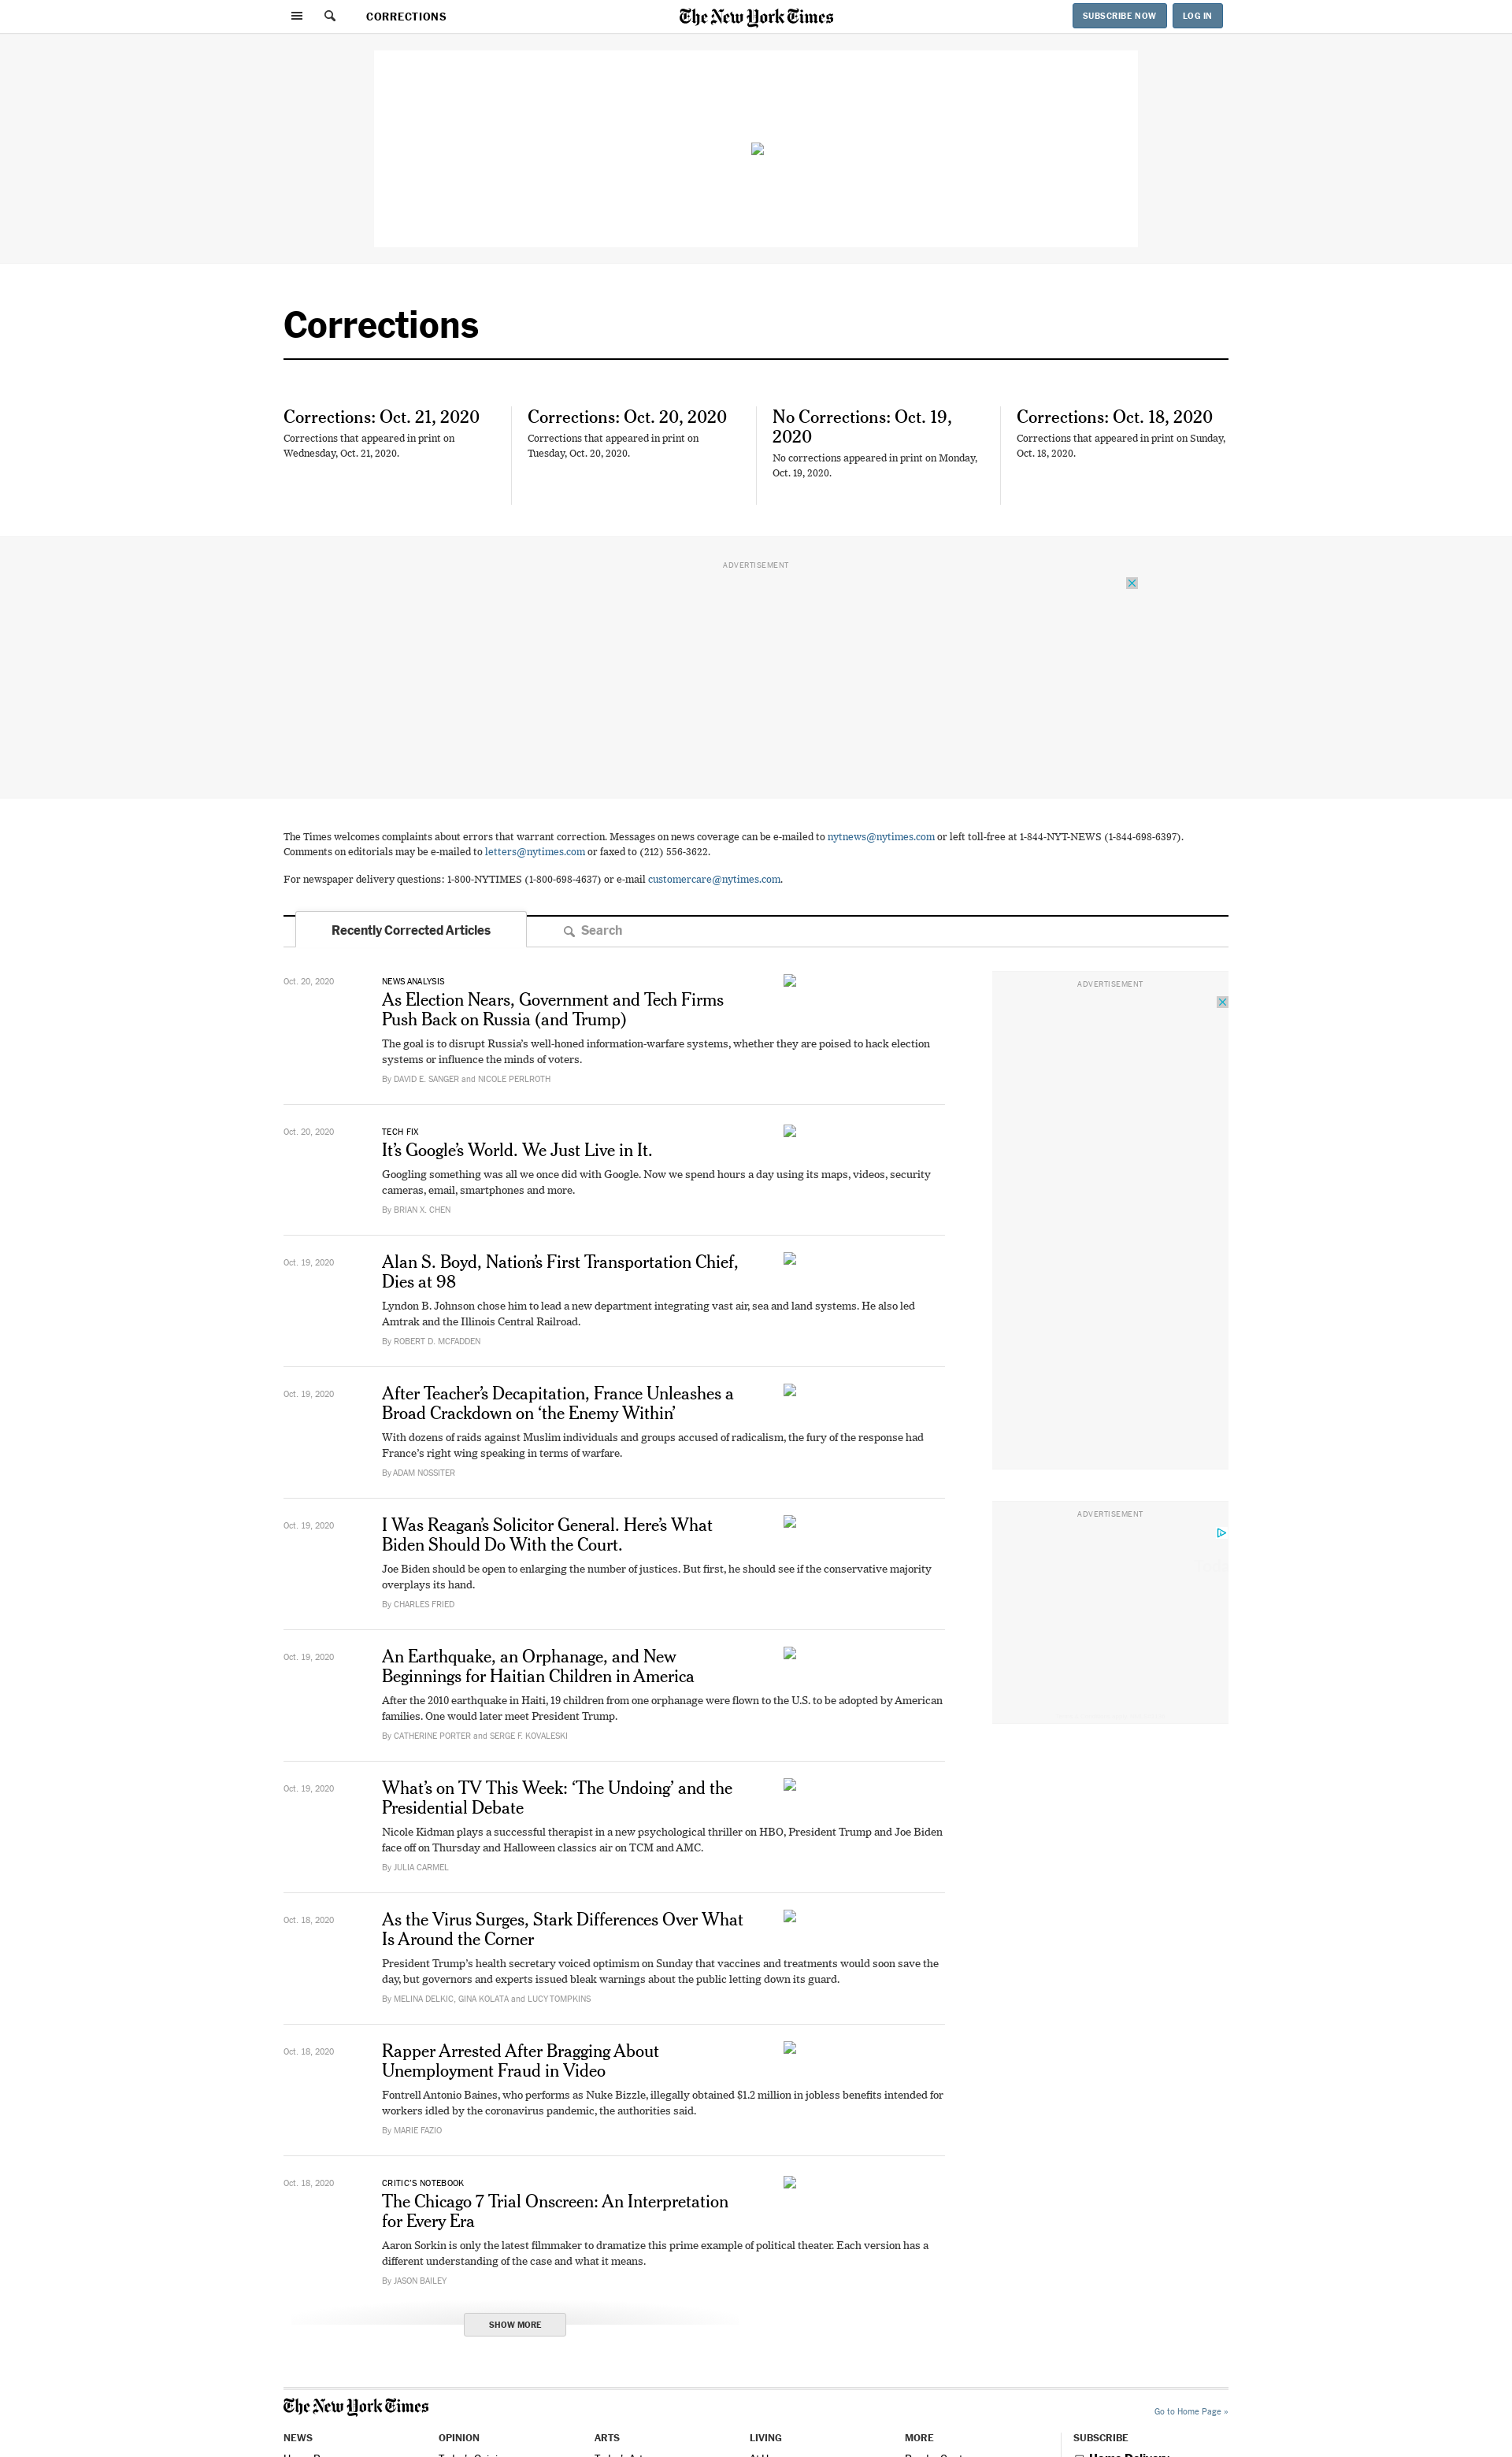 CORRECTIONS
The New York Times
SUBSCRIBE NOW
LOG IN
Corrections
Corrections: Oct. 21, 2020
Corrections that appeared in print on
Wednesday, Oct. 21, 2020.
Corrections: Oct. 20, 2020
Corrections that appeared in print on
Tuesday, Oct. 20, 2020.
No Corrections: Oct. 19,
2020
No corrections appeared in print on Monday,
Oct. 19, 2020.
Corrections: Oct. 18, 2020
Corrections that appeared in print on Sunday,
Oct. 18, 2020.
ADVERTISEMENT
The Times welcomes complaints about errors that warrant correction. Messages on news coverage can be e-mailed to nytnews@nytimes.com or left toll-free at 1-844-NYT-NEWS (1-844-698-6397).
Comments on editorials may be e-mailed to letters@nytimes.com or faxed to (212) 556-3622.
For newspaper delivery questions: 1-800-NYTIMES (1-800-698-4637) or e-mail customercare@nytimes.com.
Recently Corrected Articles
Search
Oct. 20, 2020
NEWS ANALYSIS
As Election Nears, Government and Tech Firms
Push Back on Russia (and Trump)
The goal is to disrupt Russia's well-honed information-warfare systems, whether they are poised to hack election
systems or influence the minds of voters.
By DAVID E. SANGER and NICOLE PERLROTH
Oct. 20, 2020
TECH FIX
It's Google's World. We Just Live in It.
Googling something was all we once did with Google. Now we spend hours a day using its maps, videos, security
cameras, email, smartphones and more.
By BRIAN X. CHEN
Oct. 19, 2020
Alan S. Boyd, Nation's First Transportation Chief,
Dies at 98
Lyndon B. Johnson chose him to lead a new department integrating vast air, sea and land systems. He also led
Amtrak and the Illinois Central Railroad.
By ROBERT D. MCFADDEN
Oct. 19, 2020
After Teacher's Decapitation, France Unleashes a
Broad Crackdown on 'the Enemy Within'
With dozens of raids against Muslim individuals and groups accused of radicalism, the fury of the response had
France's right wing speaking in terms of warfare.
By ADAM NOSSITER
Oct. 19, 2020
I Was Reagan's Solicitor General. Here's What
Biden Should Do With the Court.
Joe Biden should be open to enlarging the number of justices. But first, he should see if the conservative majority
overplays its hand.
By CHARLES FRIED
Oct. 19, 2020
An Earthquake, an Orphanage, and New
Beginnings for Haitian Children in America
After the 2010 earthquake in Haiti, 19 children from one orphanage were flown to the U.S. to be adopted by American
families. One would later meet President Trump.
By CATHERINE PORTER and SERGE F. KOVALESKI
Oct. 19, 2020
What's on TV This Week: 'The Undoing' and the
Presidential Debate
Nicole Kidman plays a successful therapist in a new psychological thriller on HBO, President Trump and Joe Biden
face off on Thursday and Halloween classics air on TCM and AMC.
By JULIA CARMEL
Oct. 18, 2020
As the Virus Surges, Stark Differences Over What
Is Around the Corner
President Trump's health secretary voiced optimism on Sunday that vaccines and treatments would soon save the
day, but governors and experts issued bleak warnings about the public letting down its guard.
By MELINA DELKIC, GINA KOLATA and LUCY TOMPKINS
Oct. 18, 2020
Rapper Arrested After Bragging About
Unemployment Fraud in Video
Fontrell Antonio Baines, who performs as Nuke Bizzle, illegally obtained $1.2 million in jobless benefits intended for
workers idled by the coronavirus pandemic, the authorities said.
By MARIE FAZIO
Oct. 18, 2020
CRITIC'S NOTEBOOK
The Chicago 7 Trial Onscreen: An Interpretation
for Every Era
Aaron Sorkin is only the latest filmmaker to dramatize this prime example of political theater. Each version has a
different understanding of the case and what it means.
By JASON BAILEY
SHOW MORE
ADVERTISEMENT
ADVERTISEMENT
The New York Times
Go to Home Page »
NEWS
OPINION
ARTS
LIVING
MORE
SUBSCRIBE
Home Delivery